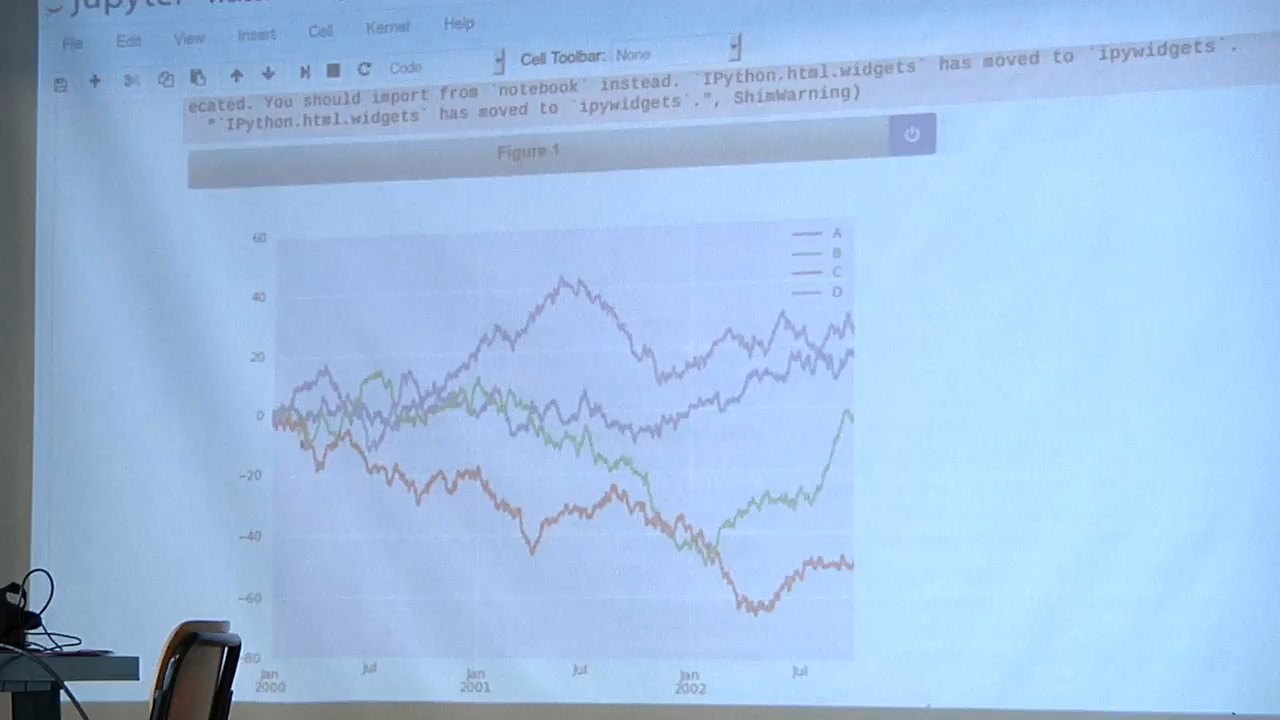 jupyter
File Edit View Insert Cell Kernel Help
Code Cell Toolbar: None
ecated. You should import from `notebook` instead. `IPython.html.widgets` has moved to `ipywidgets`.
"`IPython.html.widgets` has moved to `ipywidgets`.", ShimWarning)
Figure 1
A
B
C
D
60
40
20
0
−20
−40
−60
−80
Jan Jul Jan Jul Jan Jul
2000 2001 2002